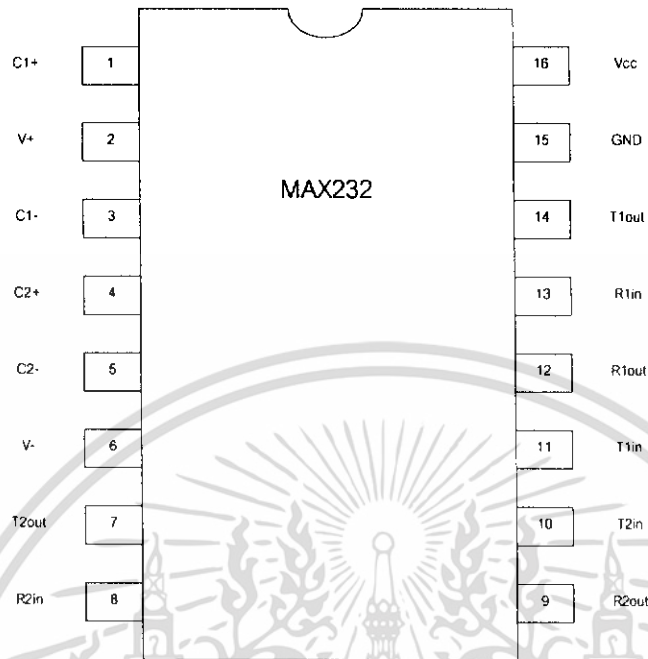 C1+ 1 16 Vcc
V+ 2 15 GND
MAX232
C1- 3 14 T1out
C2+ 4 13 R1in
C2- 5 12 R1out
V- 6 11 T1in
T2out 7 10 T2in
R2in 8 9 R2out